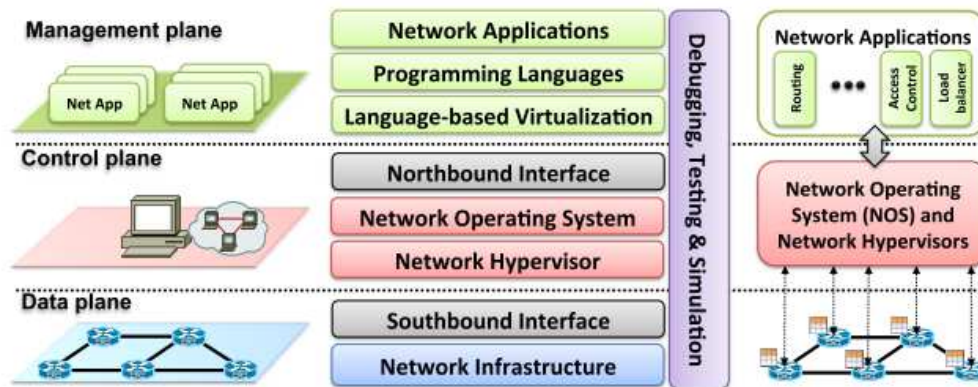 Management plane
Net App
Net App
Control plane
Data plane
Network Applications
Programming Languages
Language-based Virtualization
Northbound Interface
Network Operating System
Network Hypervisor
Southbound Interface
Network Infrastructure
Debugging, Testing & Simulation
Network Applications
Routing
•••
Access
Control
Load
balancer
Network Operating
System (NOS) and
Network Hypervisors